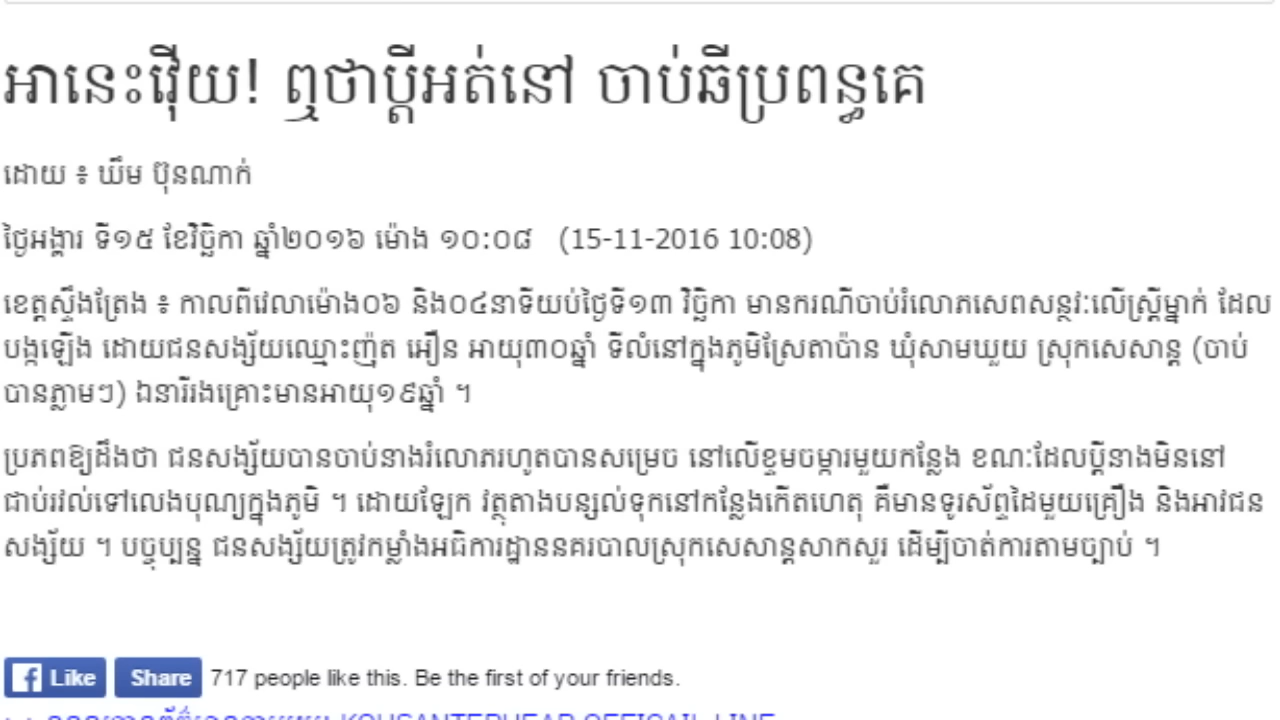 អានេះវ៉ើយ! ឮថាប្តីអត់នៅ ចាប់ឆីប្រពន្ធគេ
ដោយ ៖ ឃឹម ប៊ុនណាក់
ថ្ងៃអង្គារ ទី១៥ ខែវិច្ឆិកា ឆ្នាំ២០១៦ ម៉ោង ១០:០៨ (15-11-2016 10:08)
ខេត្តស្ទឹងត្រែង ៖ កាលពីវេលាម៉ោង០៦ និង០៤នាទីយប់ថ្ងៃទី១៣ វិច្ឆិកា មានករណីចាប់រំលោភសេពសន្ថវៈលើស្ត្រីម្នាក់ ដែល
បង្កឡើង ដោយជនសង្ស័យឈ្មោះញ៉ត អឿន អាយុ៣០ឆ្នាំ ទីលំនៅក្នុងភូមិស្រែតាប៉ាន ឃុំសាមឃួយ ស្រុកសេសាន្ត (ចាប់
បានភ្លាមៗ) ឯនារីរងគ្រោះមានអាយុ១៩ឆ្នាំ ។
ប្រភពឱ្យដឹងថា ជនសង្ស័យបានចាប់នាងរំលោភរហូតបានសម្រេច នៅលើខ្ទមចម្ការមួយកន្លែង ខណៈដែលប្តីនាងមិននៅ
ជាប់រវល់ទៅលេងបុណ្យក្នុងភូមិ ។ ដោយឡែក វត្ថុតាងបន្សល់ទុកនៅកន្លែងកើតហេតុ គឺមានទូរស័ព្ទដៃមួយគ្រឿង និងអាវជន
សង្ស័យ ។ បច្ចុប្បន្ន ជនសង្ស័យត្រូវកម្លាំងអធិការដ្ឋាននគរបាលស្រុកសេសាន្តសាកសួរ ដើម្បីចាត់ការតាមច្បាប់ ។
Like Share 717 people like this. Be the first of your friends.